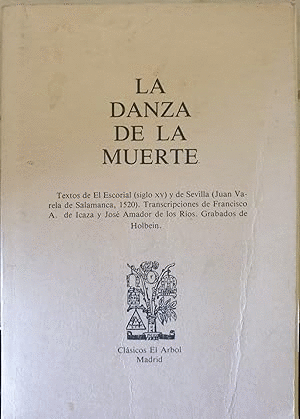 LA
DANZA
DE LA
MUERTE
Textos de El Escorial (siglo XV) y de Sevilla (Juan Va-
rela de Salamanca, 1520). Transcripciones de Francisco
A. de Icaza y José Amador de los Ríos. Grabados de
Holbein.
Clásicos El Arbol
Madrid